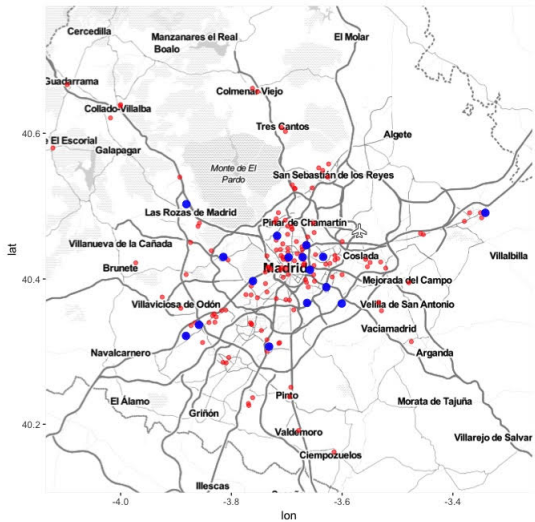 Cercedilla
Manzanares el Real
El Molar
Boalo
Guadarrama
Colmenar Viejo
Collado-Villalba
Tres Cantos
Algete
El Escorial
Galapagar
Monte de El
Pardo
San Sebastián de los Reyes
Las Rozas de Madrid
Pinar de Chamartín
Villanueva de la Cañada
Coslada
Villalbilla
Brunete
Madrid
Mejorada del Campo
Villaviciosa de Odón
Velilla de San Antonio
Vaciamadrid
Navalcarnero
Arganda
Pinto
El Álamo
Morata de Tajuña
Griñón
Valdemoro
Villarejo de Salvar
Ciempozuelos
Illescas
40.6
40.4
40.2
lat
-4.0
-3.8
-3.6
-3.4
lon